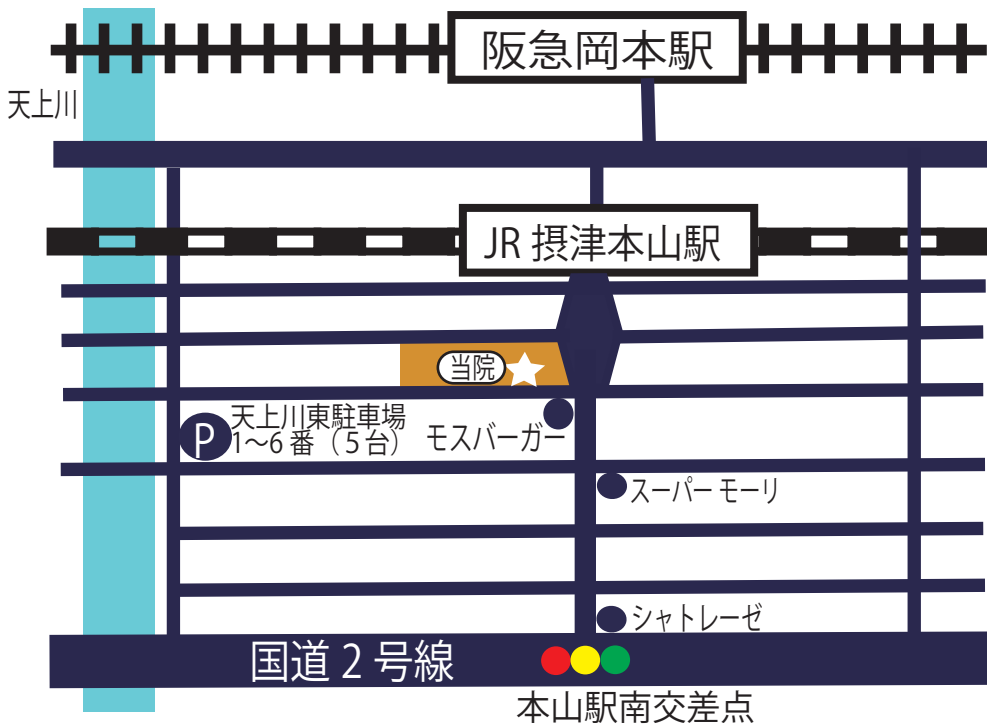 阪急岡本駅
天上川
JR 摂津本山駅
当院
天上川東駐車場
P
1〜6 番（5 台）
モスバーガー
スーパー モーリ
シャトレーゼ
国道 2 号線
本山駅南交差点